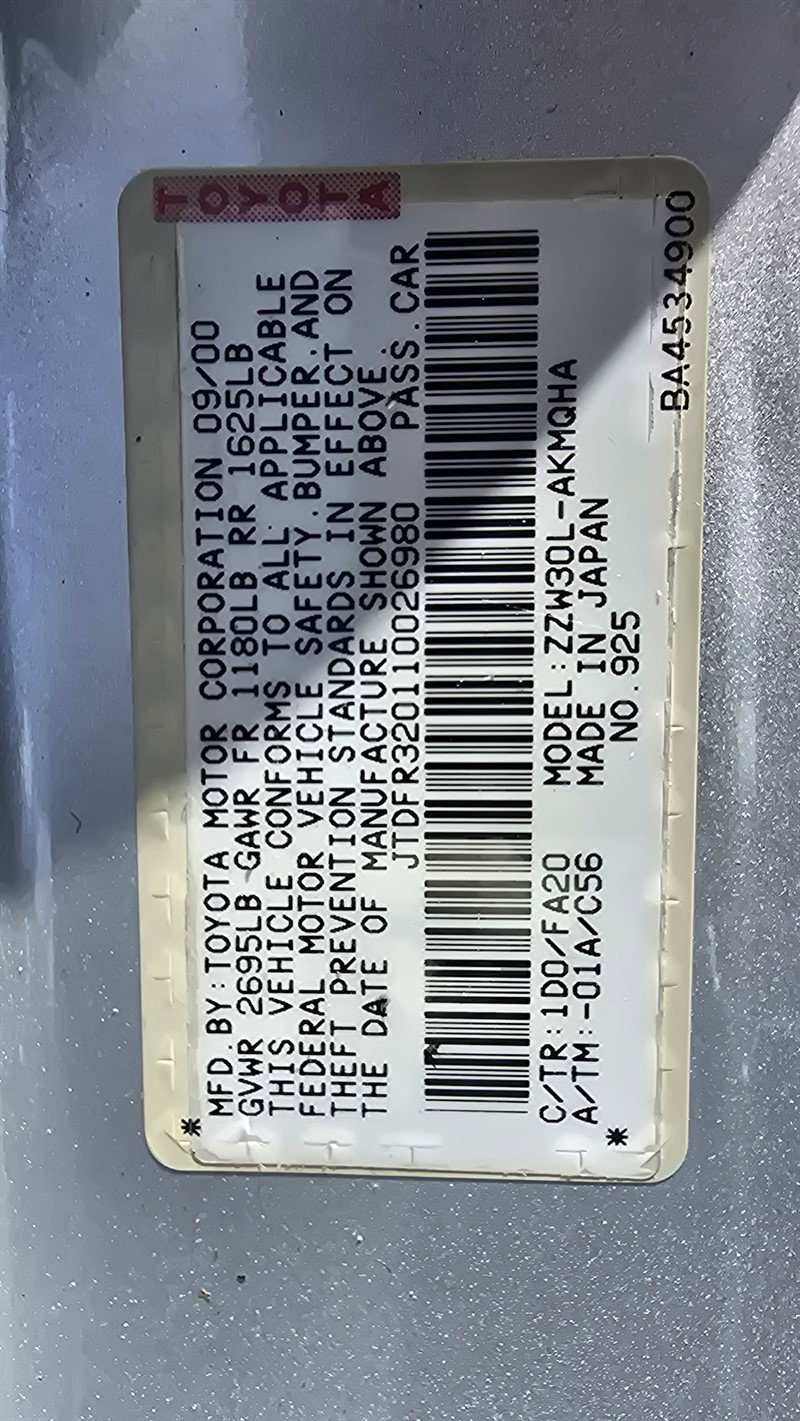 TOYOTA
MFD.BY:TOYOTA MOTOR CORPORATION 09/00
GVWR 2695LB GAWR FR 1180LB RR 1625LB
THIS VEHICLE CONFORMS TO ALL APPLICABLE
FEDERAL MOTOR VEHICLE SAFETY,BUMPER,AND
THEFT PREVENTION STANDARDS IN EFFECT ON
THE DATE OF MANUFACTURE SHOWN ABOVE.
JTDFR320110026980 PASS.CAR
C/TR:1D0/FA20 MODEL:ZZW30L-AKMQHA
A/TM:-01A/C56 MADE IN JAPAN
NO.925
BA4534900